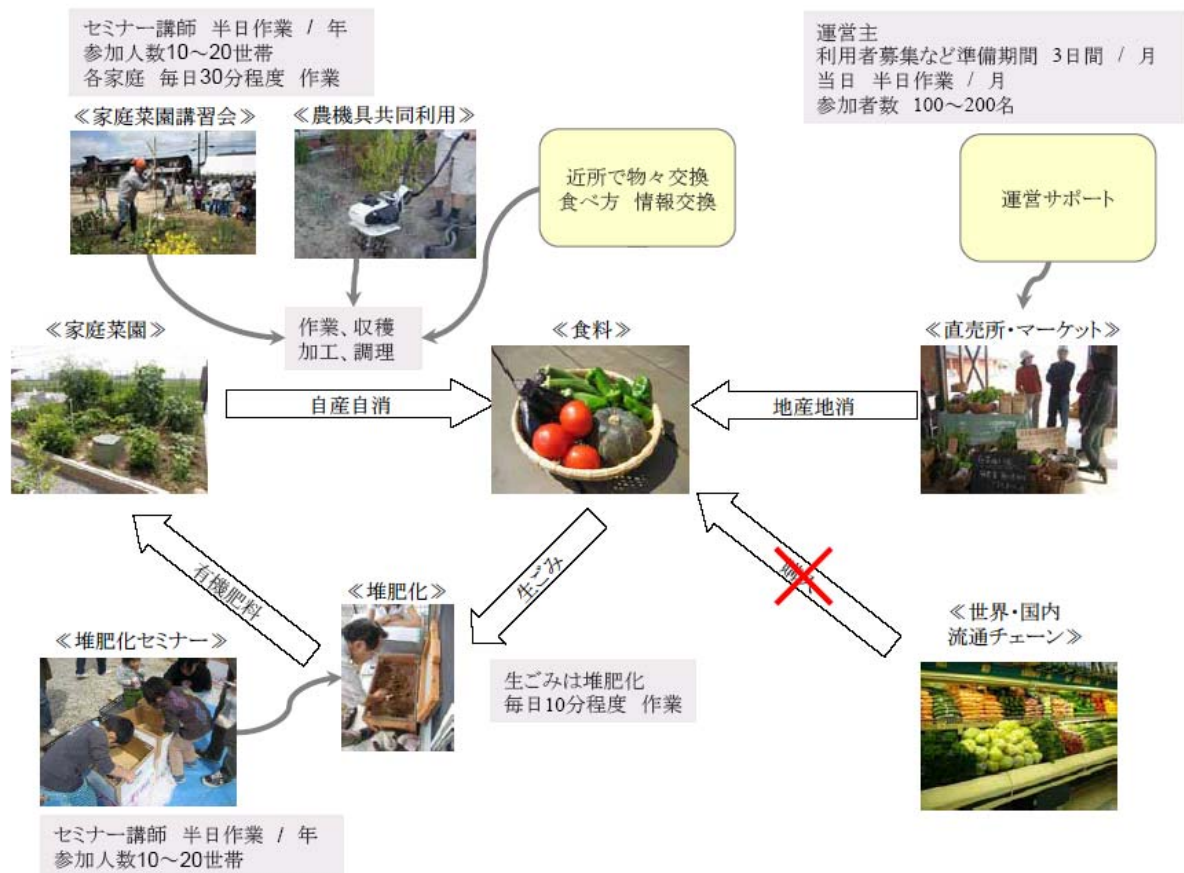 セミナー講師 半日作業 / 年
参加人数10～20世帯
各家庭 毎日30分程度 作業
運営主
利用者募集など準備期間 3日間 / 月
当日 半日作業 / 月
参加者数 100～200名
≪家庭菜園講習会≫
≪農機具共同利用≫
近所で物々交換
食べ方 情報交換
運営サポート
≪家庭菜園≫
作業、収穫
加工、調理
≪食料≫
≪直売所・マーケット≫
自産自消
地産地消
有機肥料
生ごみ
≪堆肥化≫
≪堆肥化セミナー≫
生ごみは堆肥化
毎日10分程度 作業
≪世界・国内
流通チェーン≫
セミナー講師 半日作業 / 年
参加人数10～20世帯